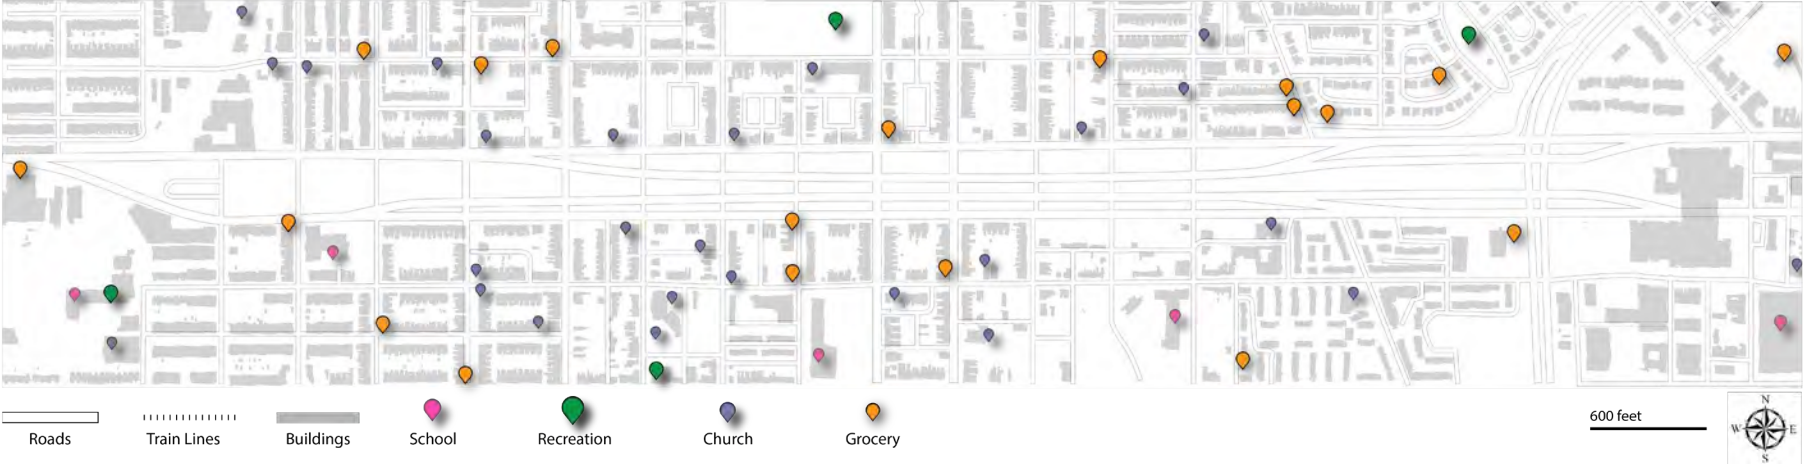 Roads
Train Lines
Buildings
School
Recreation
Church
Grocery
600 feet
N
W E
S